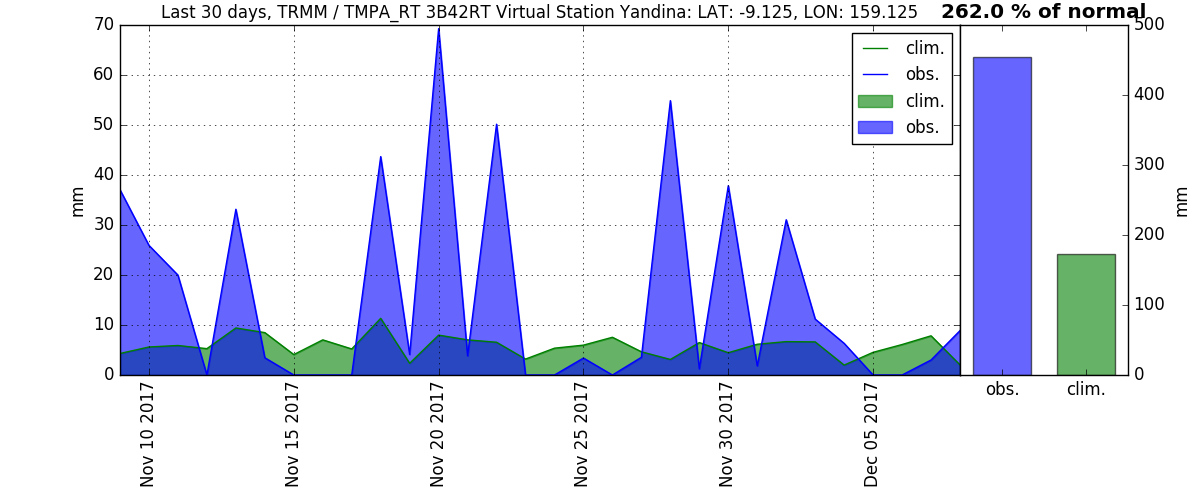 Last 30 days, TRMM / TMPA_RT 3B42RT Virtual Station Yandina: LAT: -9.125, LON: 159.125
262.0 % of normal
mm
70
60
50
40
30
20
10
0
clim.
obs.
clim.
obs.
500
400
300
200
100
0
mm
Nov 10 2017
Nov 15 2017
Nov 20 2017
Nov 25 2017
Nov 30 2017
Dec 05 2017
obs.
clim.